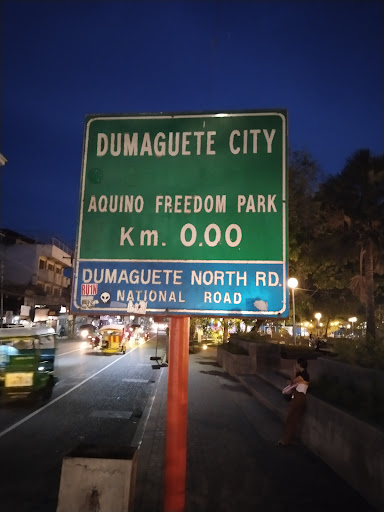 DUMAGUETE CITY
AQUINO FREEDOM PARK
Km. 0.00
DUMAGUETE NORTH RD.
NATIONAL ROAD